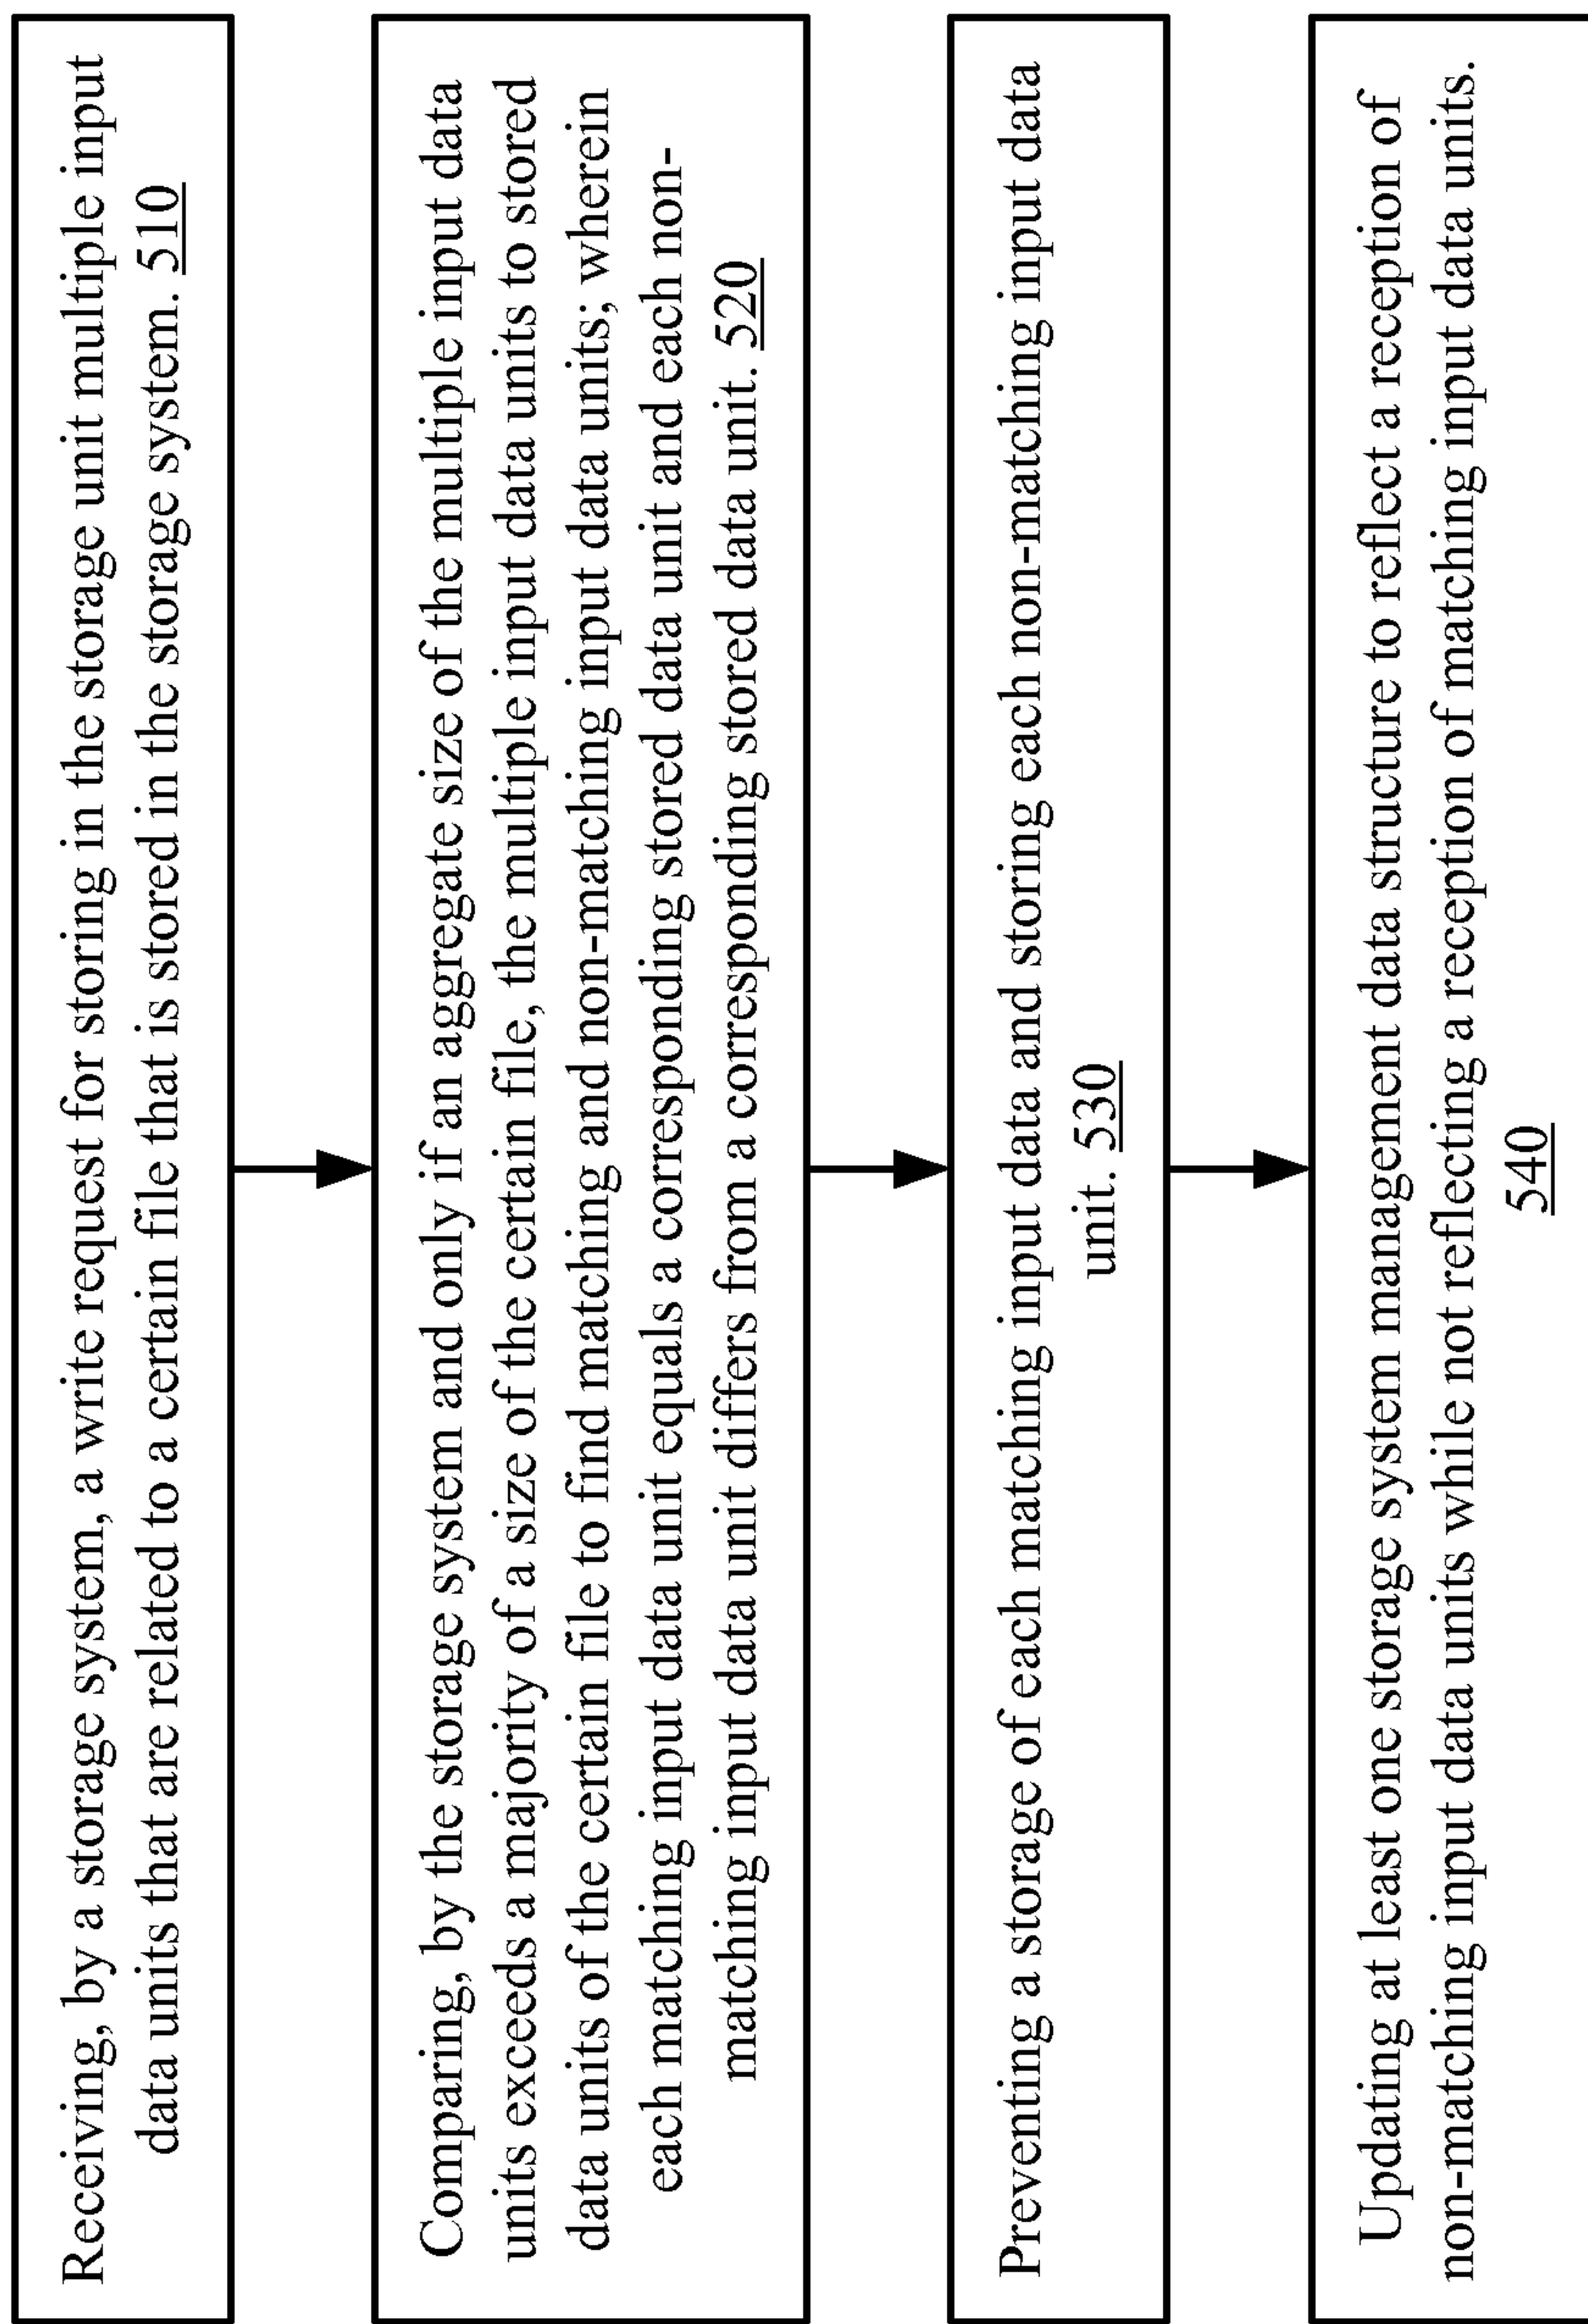 Receiving, by a storage system, a write request for storing in the storage unit multiple input
data units that are related to a certain file that is stored in the storage system. 510
Comparing, by the storage system and only if an aggregate size of the multiple input data
units exceeds a majority of a size of the certain file, the multiple input data units to stored
data units of the certain file to find matching and non-matching input data units; wherein
each matching input data unit equals a corresponding stored data unit and each non-
matching input data unit differs from a corresponding stored data unit. 520
Preventing a storage of each matching input data and storing each non-matching input data
unit. 530
Updating at least one storage system management data structure to reflect a reception of
non-matching input data units while not reflecting a reception of matching input data units.
540